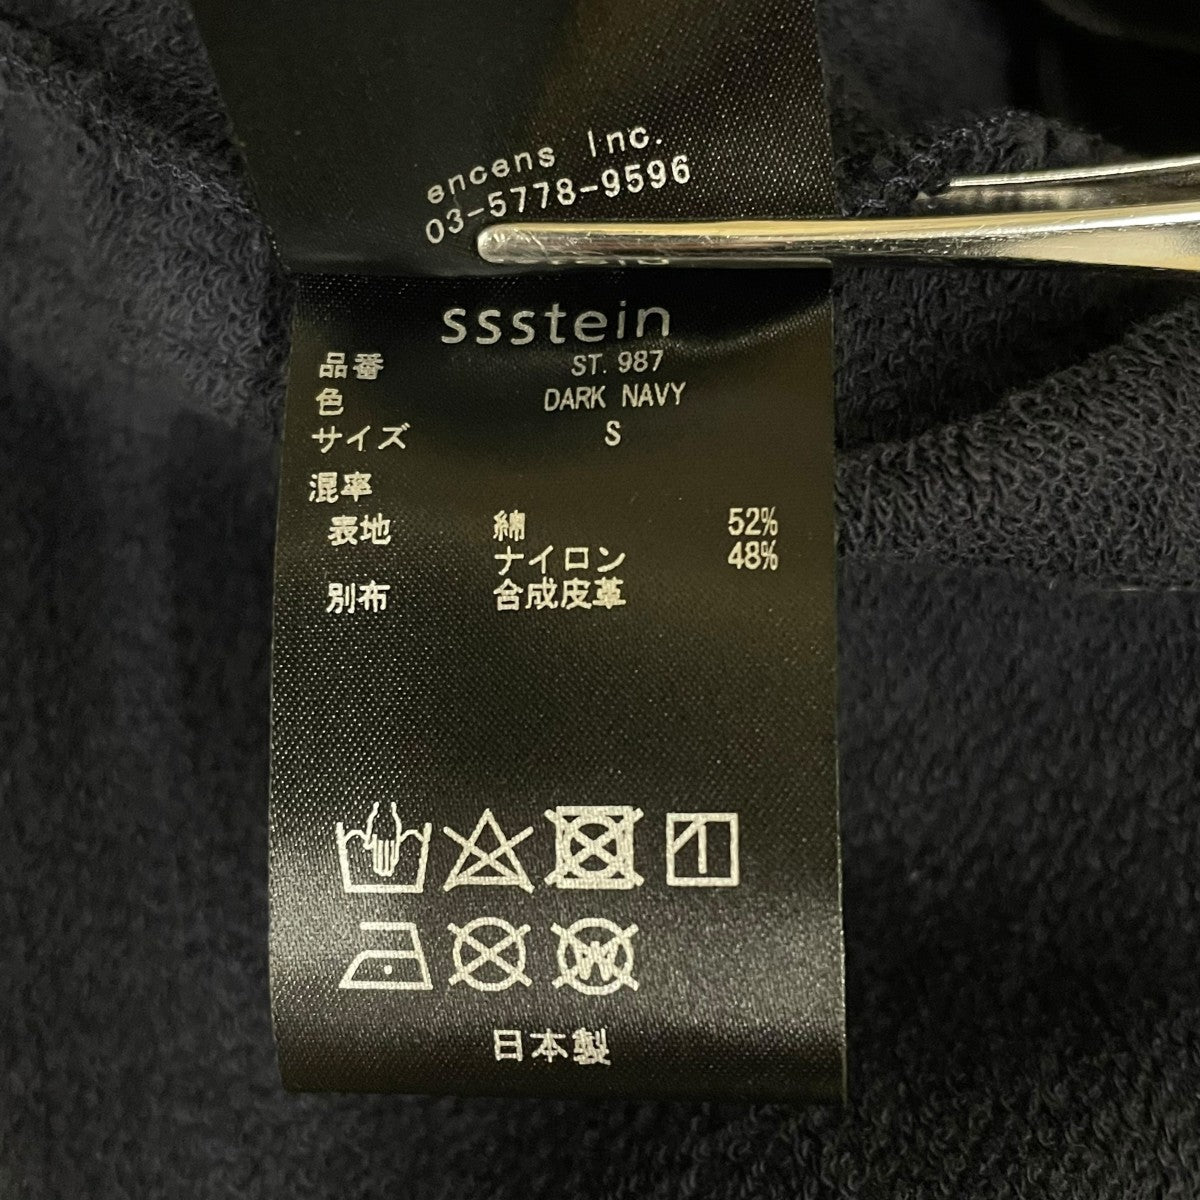 encens Inc.
03-5778-9596
ssstein
品番 ST. 987
色 DARK NAVY
サイズ S
混率
表地 綿 52%
ナイロン 48%
別布 合成皮革
W
日本製